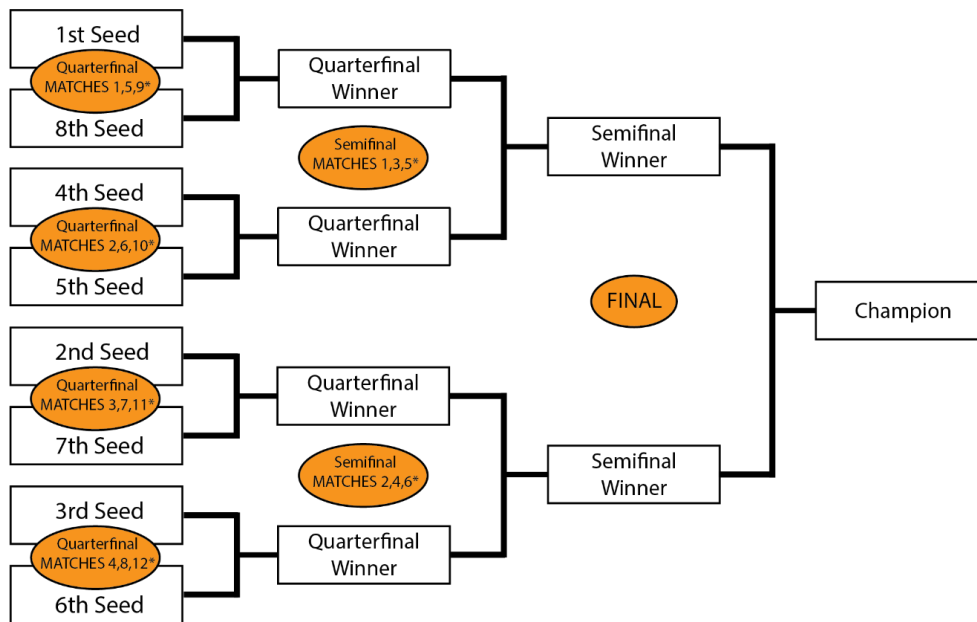 1st Seed
Quarterfinal
MATCHES 1,5,9*
8th Seed
4th Seed
Quarterfinal
MATCHES 2,6,10*
5th Seed
2nd Seed
Quarterfinal
MATCHES 3,7,11*
7th Seed
3rd Seed
Quarterfinal
MATCHES 4,8,12*
6th Seed
Quarterfinal
Winner
Semifinal
MATCHES 1,3,5*
Quarterfinal
Winner
Quarterfinal
Winner
Semifinal
MATCHES 2,4,6*
Quarterfinal
Winner
Semifinal
Winner
FINAL
Semifinal
Winner
Champion